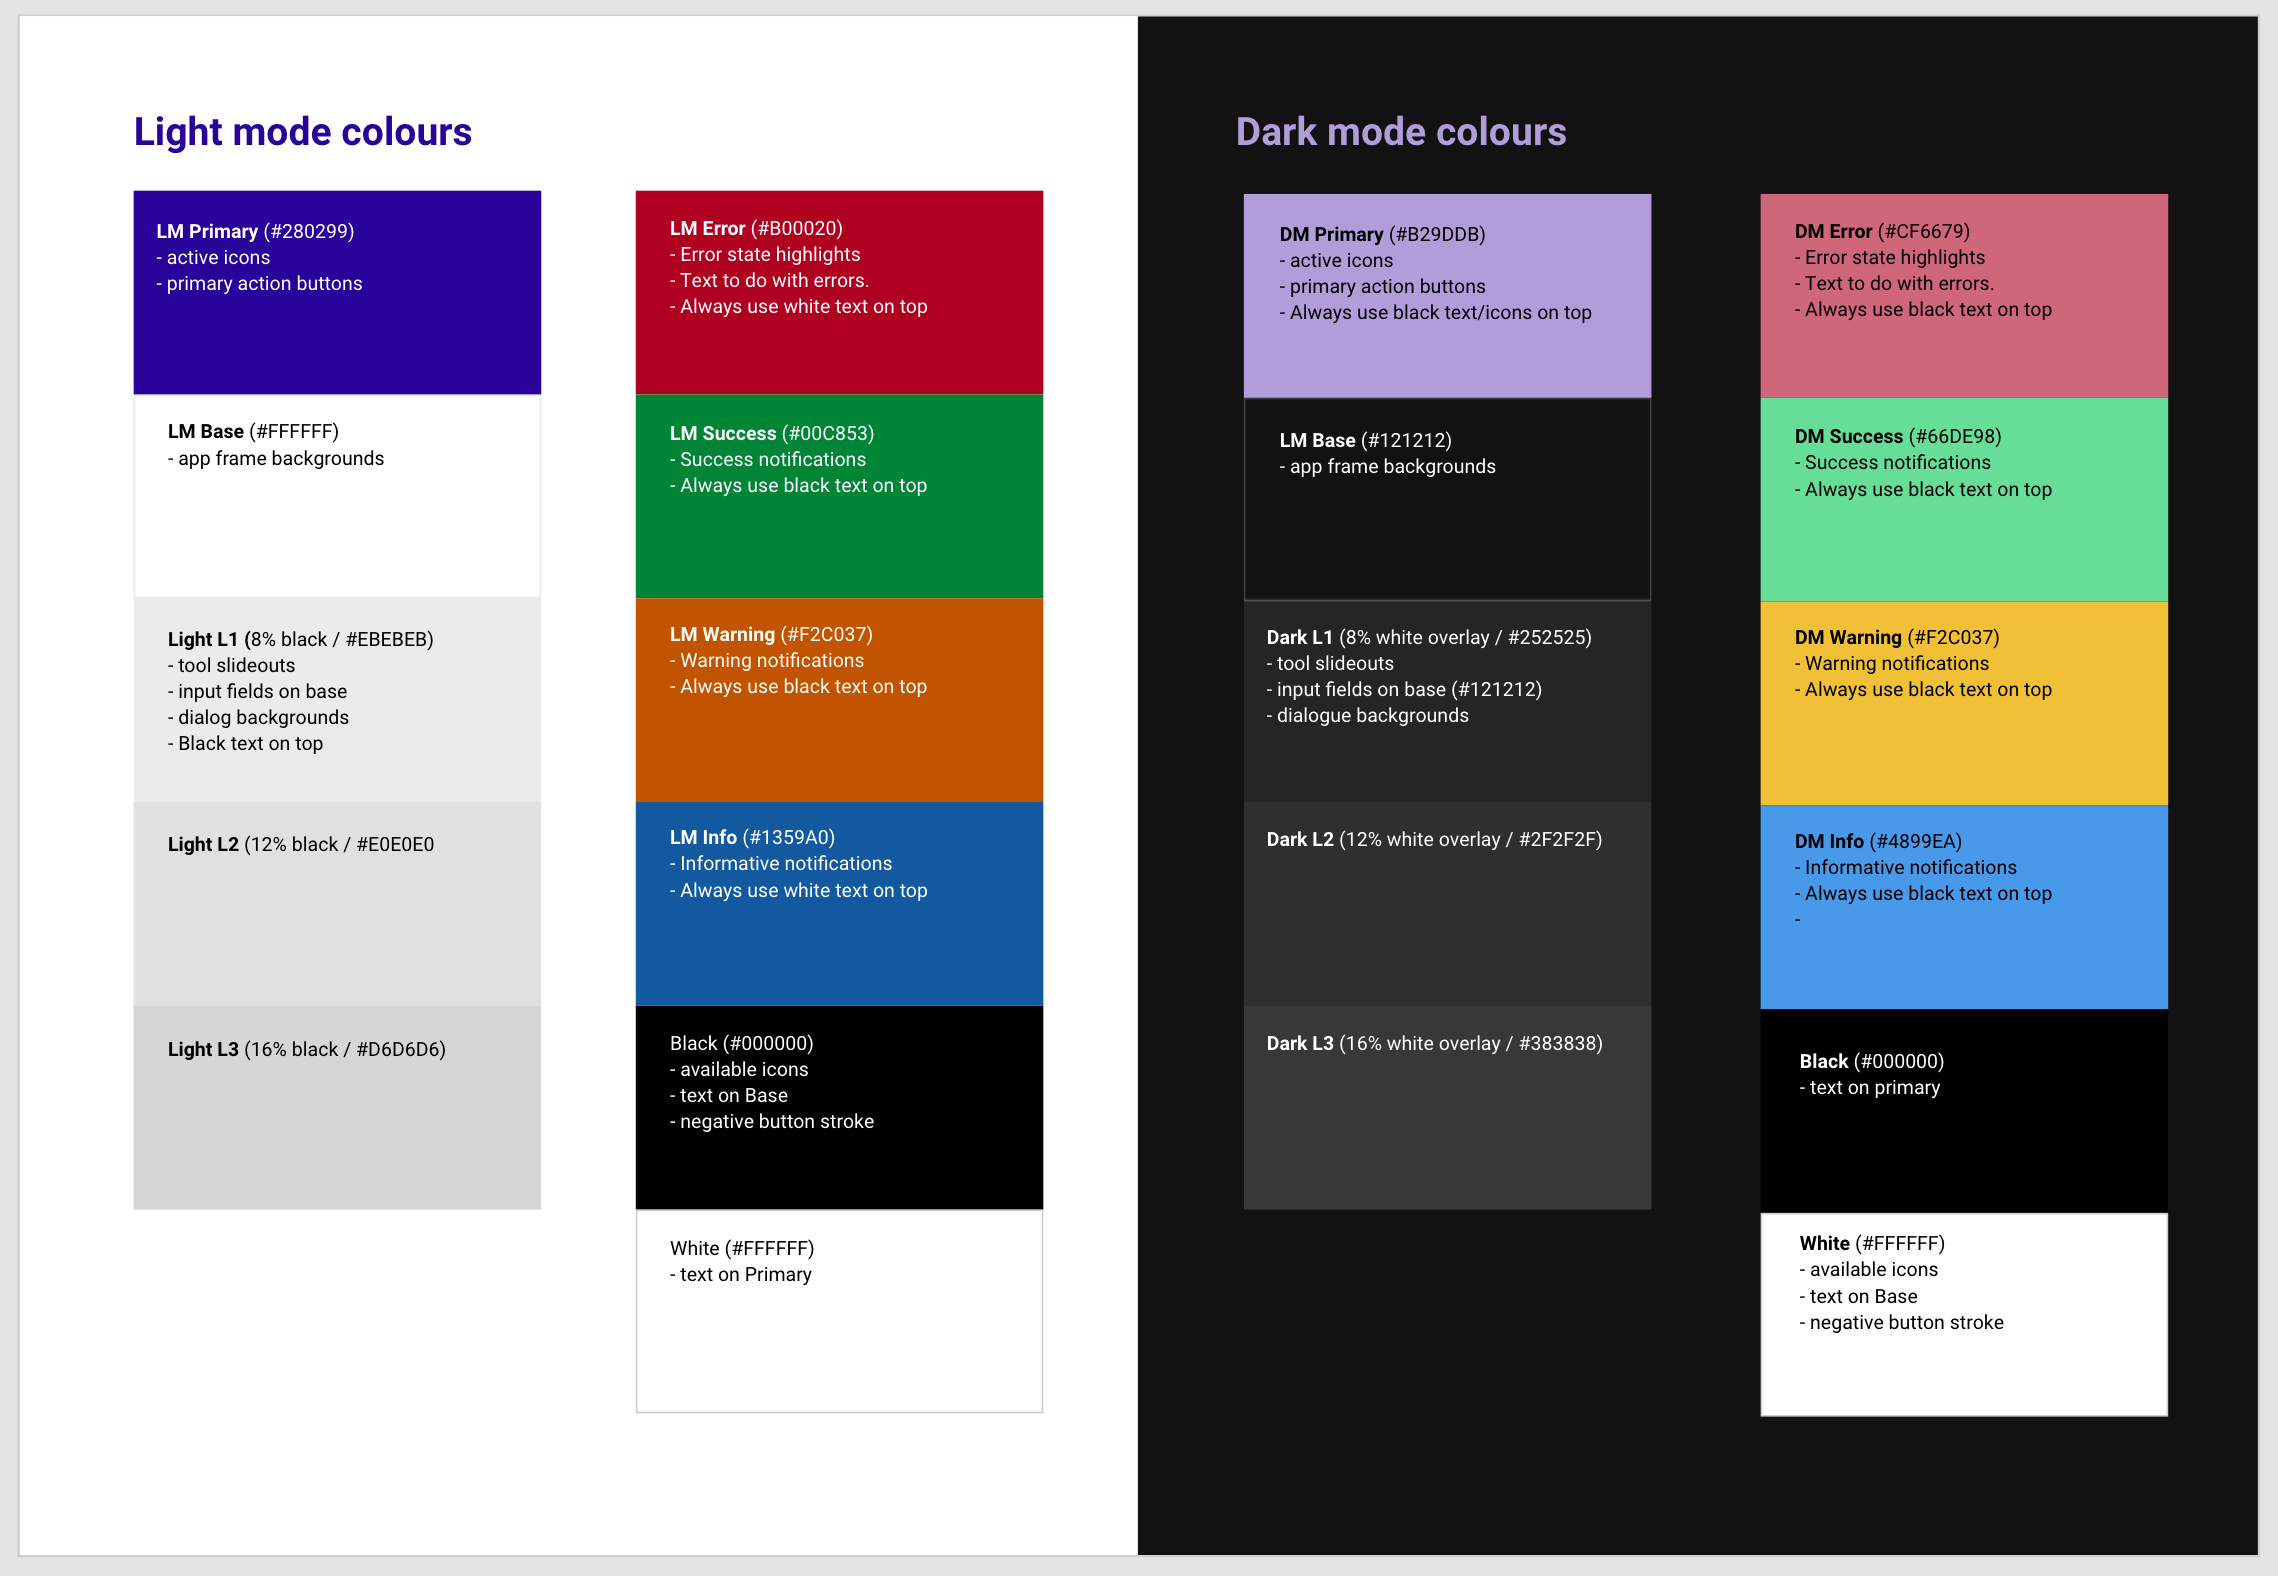 Light mode colours
LM Primary (#280299)
- active icons
- primary action buttons
LM Base (#FFFFFF)
- app frame backgrounds
Light L1 (8% black / #EBEBEB)
- tool slideouts
- input fields on base
- dialog backgrounds
- Black text on top
Light L2 (12% black / #E0E0E0
Light L3 (16% black / #D6D6D6)
LM Error (#B00020)
- Error state highlights
- Text to do with errors.
- Always use white text on top
LM Success (#00C853)
- Success notifications
- Always use black text on top
LM Warning (#F2C037)
- Warning notifications
- Always use black text on top
LM Info (#1359A0)
- Informative notifications
- Always use white text on top
Black (#000000)
- available icons
- text on Base
- negative button stroke
White (#FFFFFF)
- text on Primary
Dark mode colours
DM Primary (#B29DDB)
- active icons
- primary action buttons
- Always use black text/icons on top
LM Base (#121212)
- app frame backgrounds
Dark L1 (8% white overlay / #252525)
- tool slideouts
- input fields on base (#121212)
- dialogue backgrounds
Dark L2 (12% white overlay / #2F2F2F)
Dark L3 (16% white overlay / #383838)
DM Error (#CF6679)
- Error state highlights
- Text to do with errors.
- Always use black text on top
DM Success (#66DE98)
- Success notifications
- Always use black text on top
DM Warning (#F2C037)
- Warning notifications
- Always use black text on top
DM Info (#4899EA)
- Informative notifications
- Always use black text on top
-
Black (#000000)
- text on primary
White (#FFFFFF)
- available icons
- text on Base
- negative button stroke